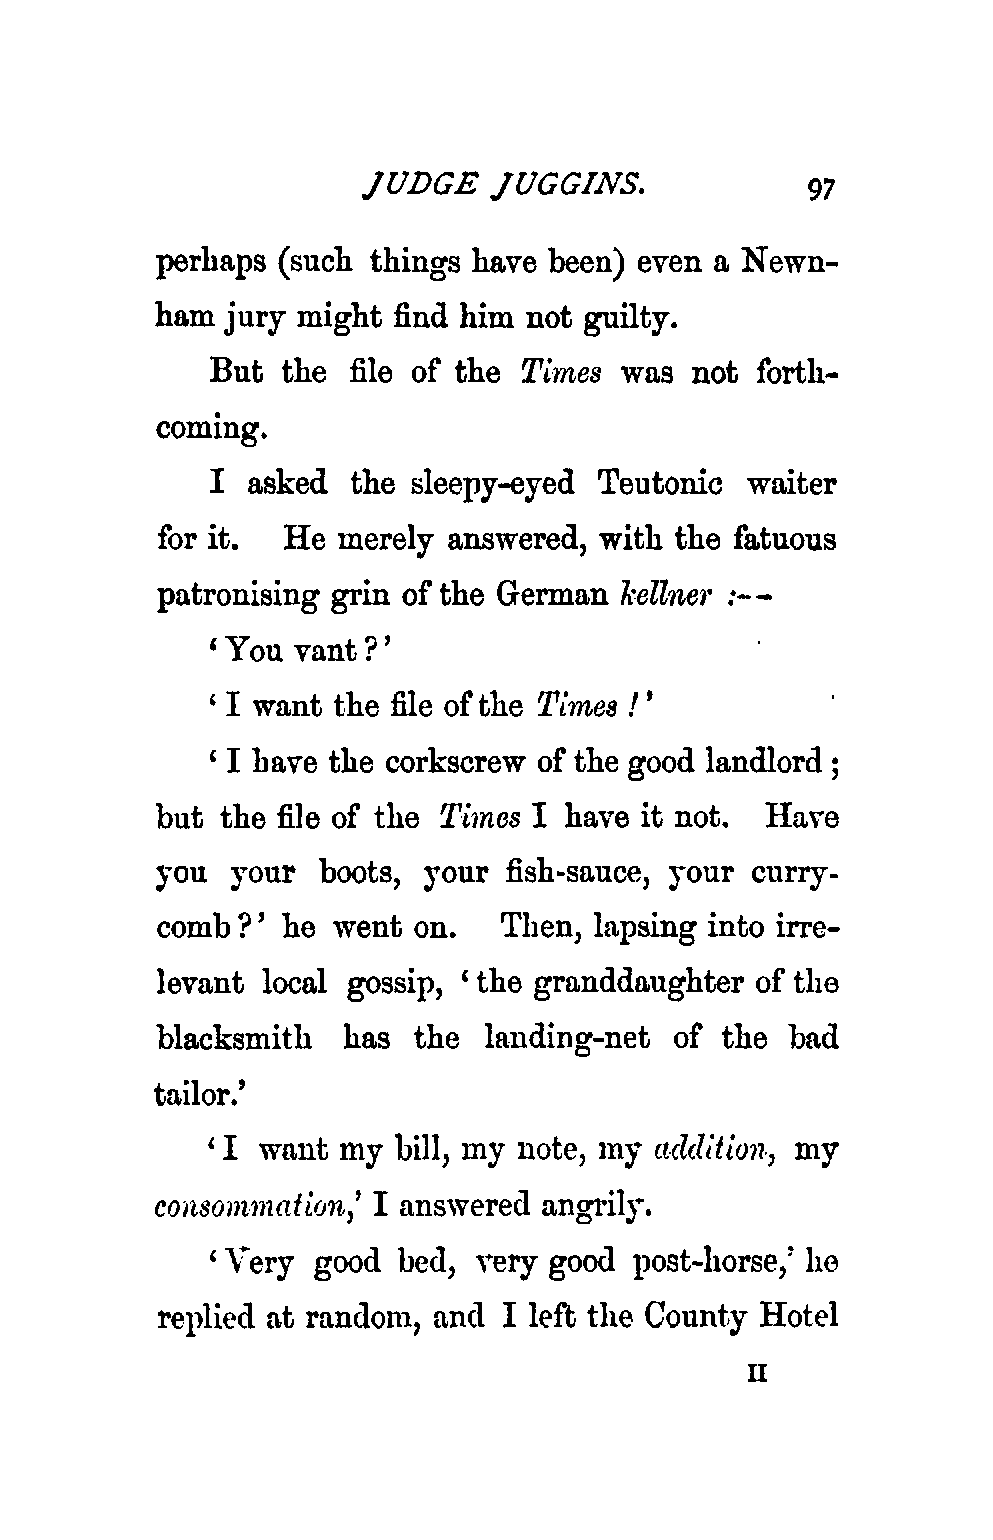 JUDGE JUGGINS. 97
perhaps (such things have been) even a Newn-
ham jury might find him not guilty.
But the file of the Times was not forth-
coming.
I asked the sleepy-eyed Teutonic waiter
for it. He merely answered, with the fatuous
patronising grin of the German kellner :--
‘You vant?’
‘I want the file of the Times!’
‘I have the corkscrew of the good landlord;
but the file of the Times I have it not. Have
you your boots, your fish-sauce, your curry-
comb?’ he went on. Then, lapsing into irre-
levant local gossip, ‘the granddaughter of the
blacksmith has the landing-net of the bad
tailor.’
‘I want my bill, my note, my addition, my
consommation,’ I answered angrily.
‘Very good bed, very good post-horse,’ he
replied at random, and I left the County Hotel
II